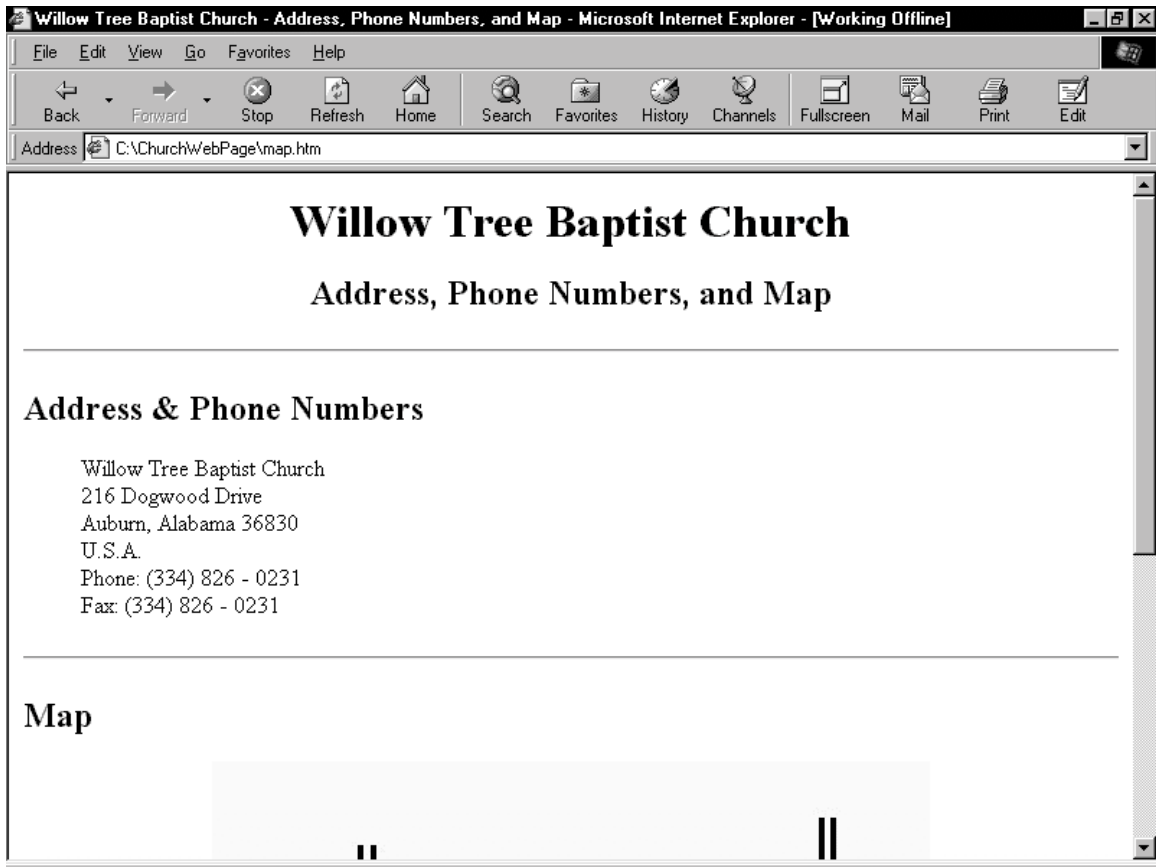 Willow Tree Baptist Church - Address, Phone Numbers, and Map - Microsoft Internet Explorer - [Working Offline]
File Edit View Go Favorites Help
Back Forward Stop Refresh Home Search Favorites History Channels Fullscreen Mail Print Edit
Address C:\ChurchWebPage\map.htm
Willow Tree Baptist Church
Address, Phone Numbers, and Map
Address & Phone Numbers
Willow Tree Baptist Church
216 Dogwood Drive
Auburn, Alabama 36830
U.S.A.
Phone: (334) 826 - 0231
Fax: (334) 826 - 0231
Map